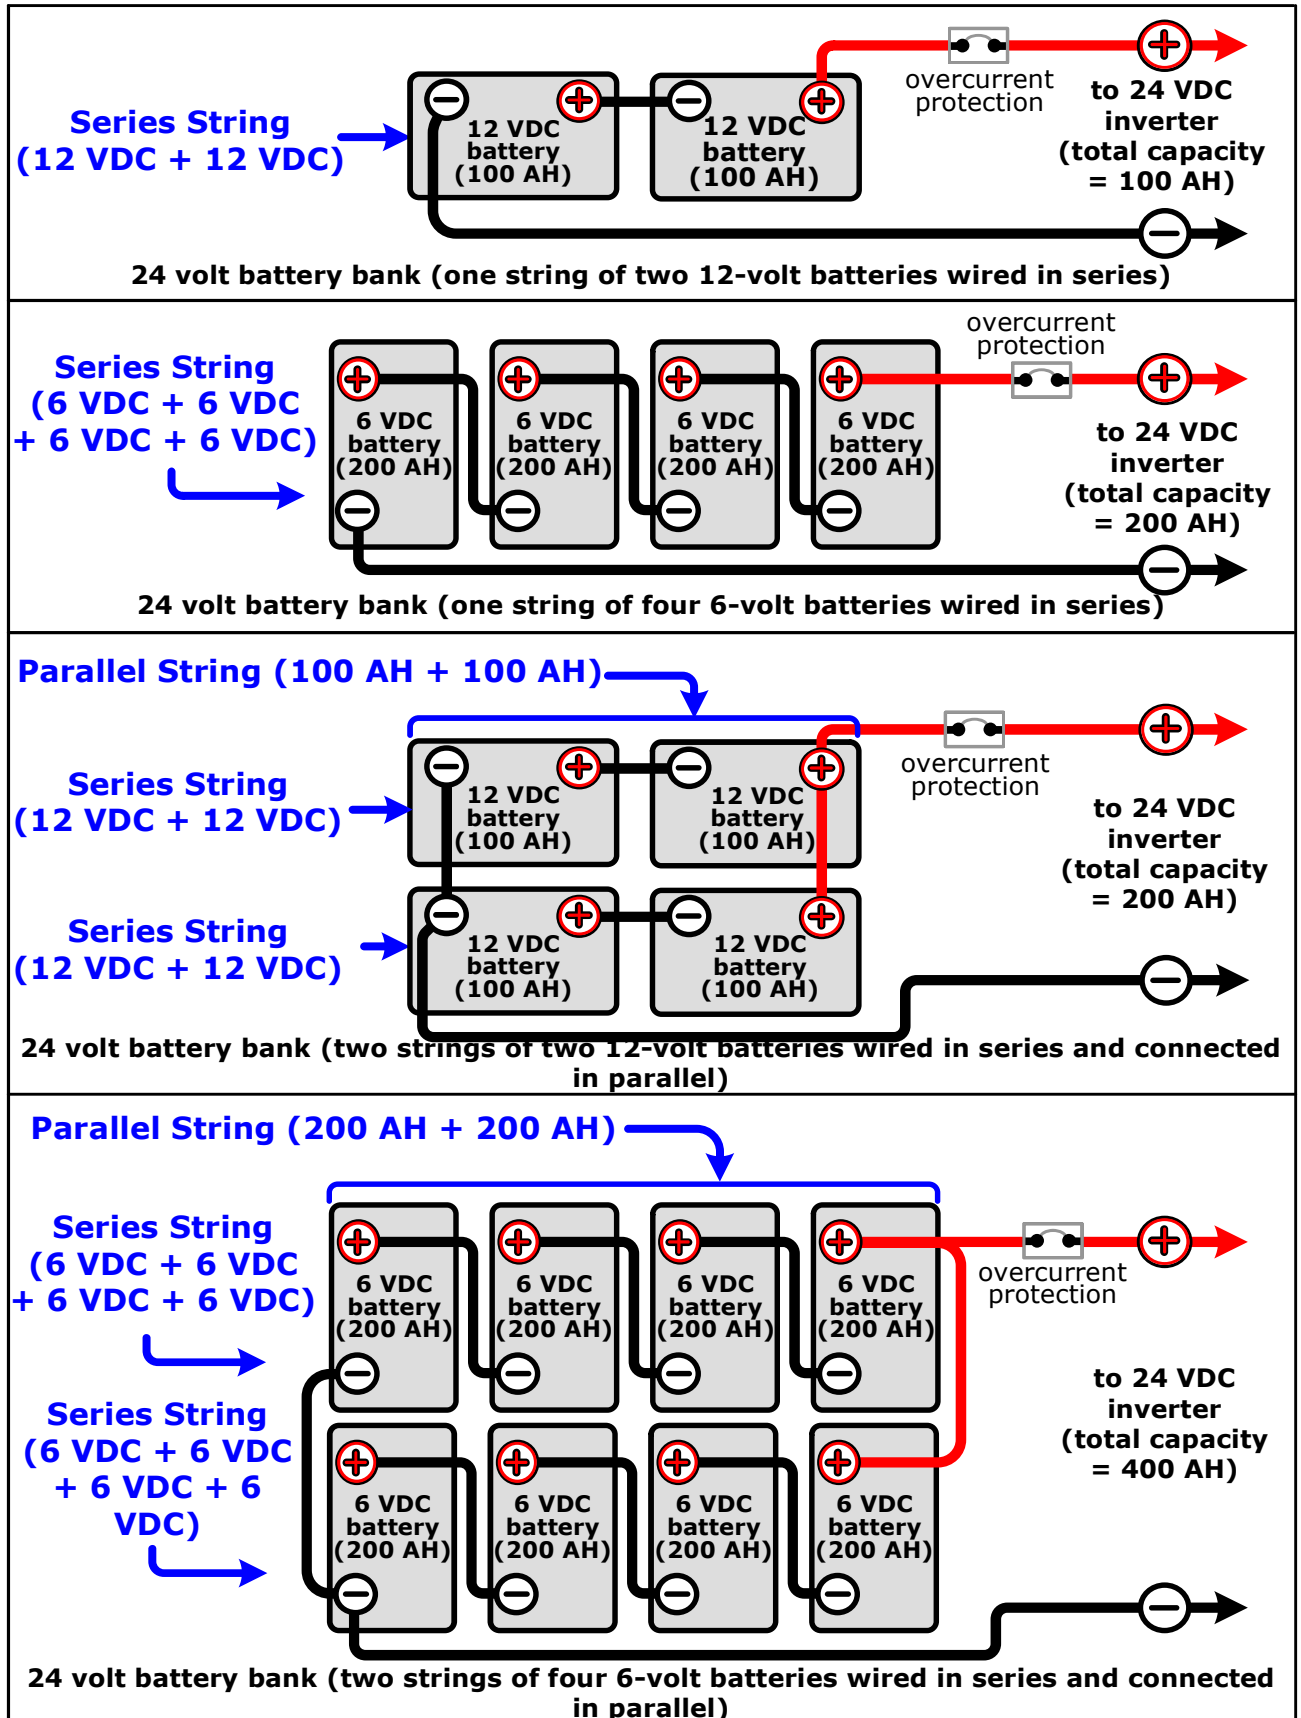 Series String
(12 VDC + 12 VDC)
12 VDC
battery
(100 AH)
12 VDC
battery
(100 AH)
overcurrent
protection
to 24 VDC
inverter
(total capacity
= 100 AH)
24 volt battery bank (one string of two 12-volt batteries wired in series)
Series String
(6 VDC + 6 VDC
+ 6 VDC + 6 VDC)
6 VDC
battery
(200 AH)
6 VDC
battery
(200 AH)
6 VDC
battery
(200 AH)
6 VDC
battery
(200 AH)
overcurrent
protection
to 24 VDC
inverter
(total capacity
= 200 AH)
24 volt battery bank (one string of four 6-volt batteries wired in series)
Parallel String (100 AH + 100 AH)
Series String
(12 VDC + 12 VDC)
12 VDC
battery
(100 AH)
12 VDC
battery
(100 AH)
overcurrent
protection
to 24 VDC
inverter
(total capacity
= 200 AH)
Series String
(12 VDC + 12 VDC)
12 VDC
battery
(100 AH)
12 VDC
battery
(100 AH)
24 volt battery bank (two strings of two 12-volt batteries wired in series and connected
in parallel)
Parallel String (200 AH + 200 AH)
Series String
(6 VDC + 6 VDC
+ 6 VDC + 6 VDC)
6 VDC
battery
(200 AH)
6 VDC
battery
(200 AH)
6 VDC
battery
(200 AH)
6 VDC
battery
(200 AH)
overcurrent
protection
to 24 VDC
inverter
(total capacity
= 400 AH)
Series String
(6 VDC + 6 VDC
+ 6 VDC + 6
VDC)
6 VDC
battery
(200 AH)
6 VDC
battery
(200 AH)
6 VDC
battery
(200 AH)
6 VDC
battery
(200 AH)
24 volt battery bank (two strings of four 6-volt batteries wired in series and connected
in parallel)